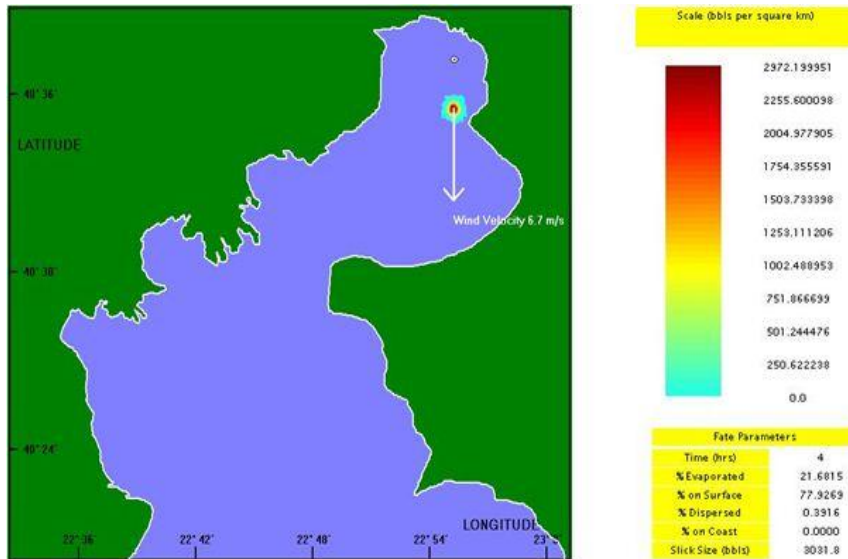 Scale (bbls per square km)
2972.199951
2255.600098
2004.977905
1754.355591
1503.733398
1253.111206
1002.488953
751.866699
501.244476
250.622238
0.0
40°36'
LATITUDE
Wind Velocity 6.7 m/s
40°24'
LONGITUDE
22°42'
22°48'
22°54'
Fate Parameters
Time (hrs) 4
% Evaporated 21.6815
% on Surface 77.9269
% Dispersed 0.3916
% on Coast 0.0000
Slick Size (bbls) 3031.8